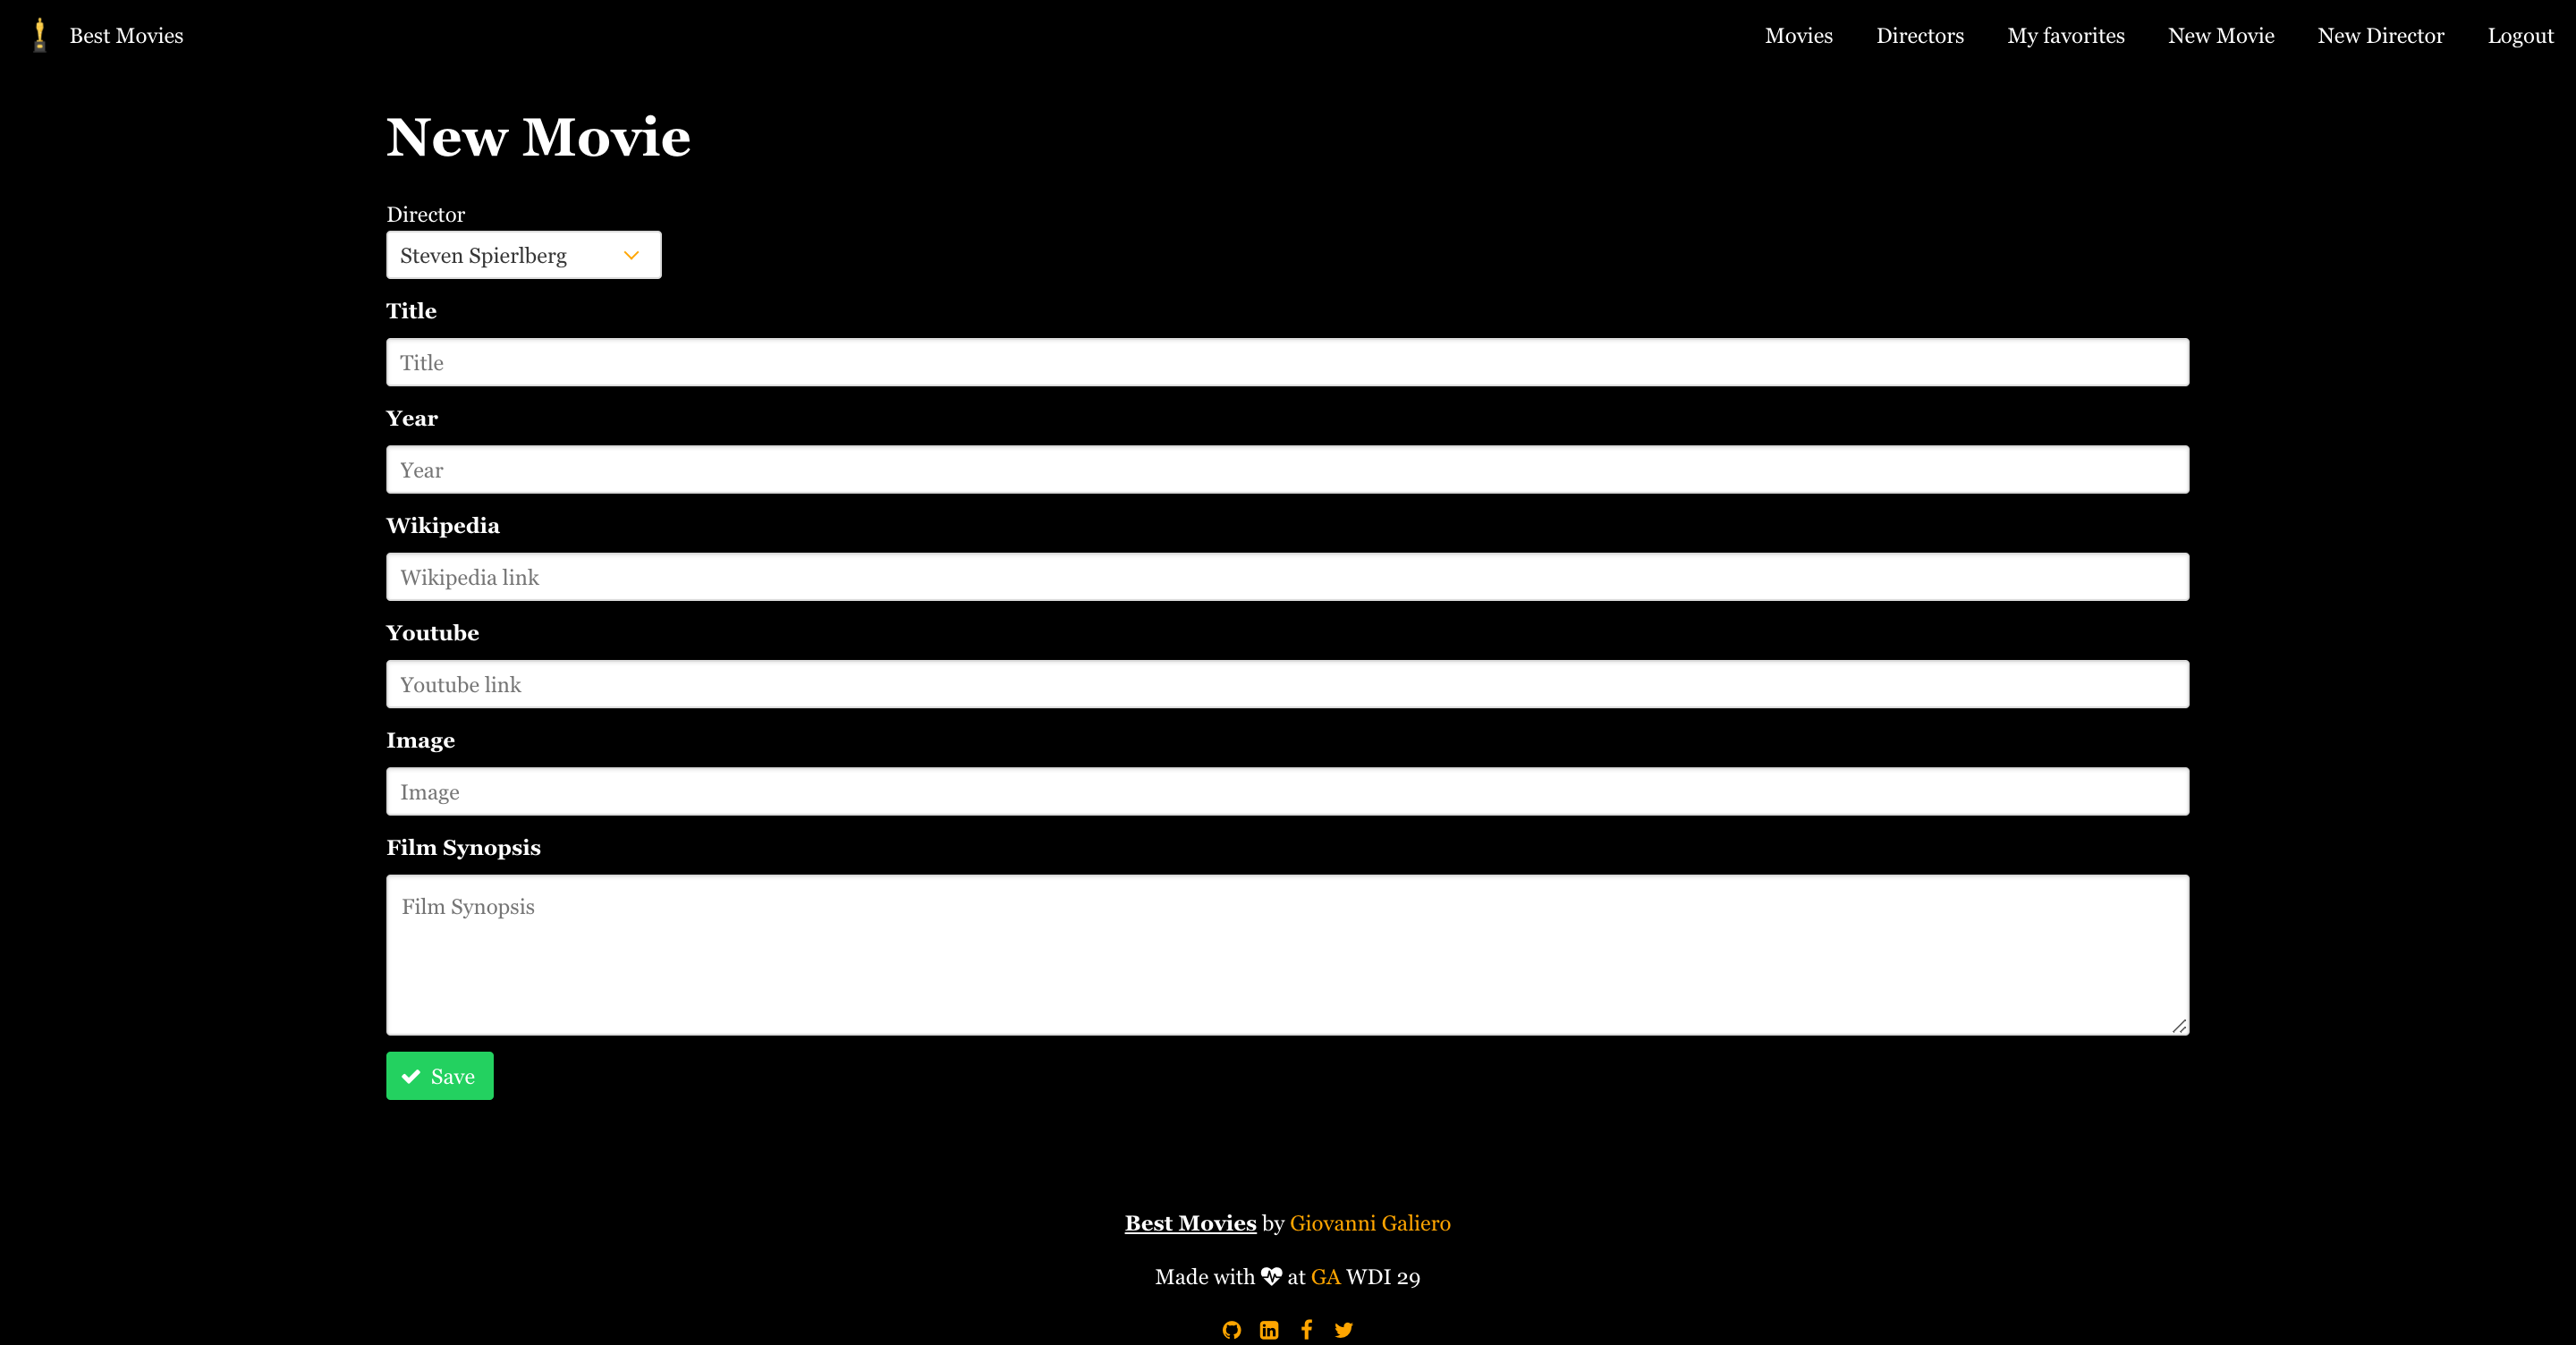 Best Movies
Movies Directors My favorites New Movie New Director Logout
New Movie
Director
Steven Spierlberg
Title
Title
Year
Year
Wikipedia
Wikipedia link
Youtube
Youtube link
Image
Image
Film Synopsis
Film Synopsis
Save
Best Movies by Giovanni Galiero
Made with at GA WDI 29